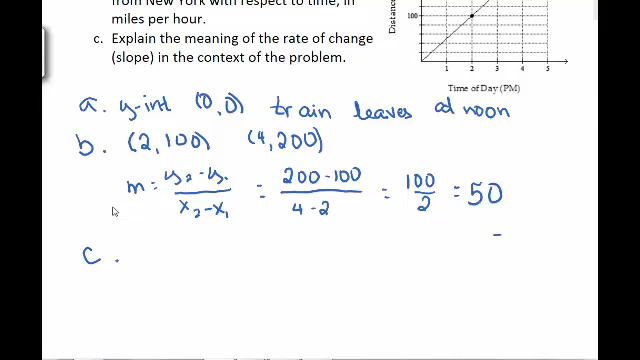 from New York with respect to time, in
miles per hour.
c. Explain the meaning of the rate of change
(slope) in the context of the problem.
Distanc
100
1 2 3 4 5
Time of Day (PM)
a. y-int (0,0) train leaves at noon
b. (2,100) (4,200)
m = y₂ - y₁ / x₂ - x₁ = 200 - 100 / 4 - 2 = 100 / 2 = 50
c.